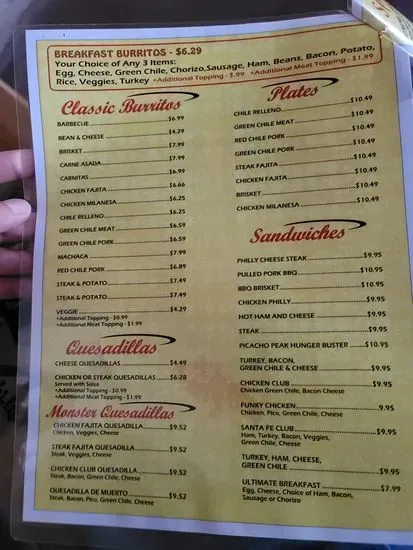 BREAKFAST BURRITOS - $6.29
Your Choice of Any 3 Items:
Egg, Cheese, Green Chile, Chorizo, Sausage, Ham, Beans, Bacon, Potato,
Rice, Veggies, Turkey +Additional Topping - $.99 +Additional Meat Topping - $1.99
Classic Burritos
BARBECUE $6.99
BEAN & CHEESE $4.29
BRISKET $7.99
CARNE ASADA $7.99
CARNITAS $6.99
CHICKEN FAJITA $6.66
CHICKEN MILANESA $6.25
CHILE RELLENO $6.25
GREEN CHILE MEAT $6.59
GREEN CHILE PORK $6.59
MACHACA $7.99
RED CHILE PORK $6.89
STEAK & POTATO $7.49
STEAK & POTATO $7.49
VEGGIE $4.29
+Additional Topping - $0.99
+Additional Meat Topping - $1.99
Quesadillas
CHEESE QUESADILLAS $4.49
CHICKEN OR STEAK QUESADILLAS $6.28
Served with Salsa
+Additional Topping - $0.99
+Additional Meat Topping - $1.99
Monster Quesadillas
CHICKEN FAJITA QUESADILLA $9.52
Chicken, Veggies, Cheese
STEAK FAJITA QUESADILLA $9.52
Steak, Veggies, Cheese
CHICKEN CLUB QUESADILLA $9.52
Steak, Bacon, Green Chile, Cheese
QUESADILLA DE MUERTO $9.52
Steak, Bacon, Pico, Green Chile, Cheese
Plates
CHILE RELLENO $10.49
GREEN CHILE MEAT $10.49
RED CHILE PORK $10.49
GREEN CHILE PORK $10.49
STEAK FAJITA $10.49
CHICKEN FAJITA $10.49
BRISKET $10.49
CHICKEN MILANESA $10.49
Sandwiches
PHILLY CHEESE STEAK $9.95
PULLED PORK BBQ $10.95
BBQ BRISKET $10.95
CHICKEN PHILLY $9.95
HOT HAM AND CHEESE $9.95
STEAK $9.95
PICACHO PEAK HUNGER BUSTER $10.95
TURKEY, BACON,
GREEN CHILE & CHEESE $9.95
CHICKEN CLUB $9.95
Chicken Green Chile, Bacon Cheese
FUNKY CHICKEN 9.95
Chicken, Pico, Green Chile, Cheese
SANTA FE CLUB $9.95
Ham, Turkey, Bacon, Veggies,
Green Chile, Cheese
TURKEY, HAM, CHEESE,
GREEN CHILE $9.95
ULTIMATE BREAKFAST $7.99
Egg, Cheese, Choice of Ham, Bacon,
Sausage or Chorizo